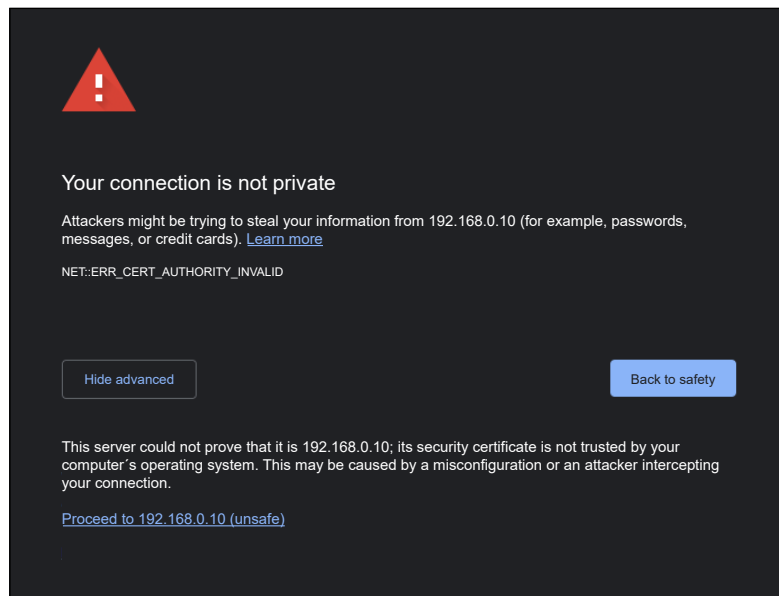 Your connection is not private
Attackers might be trying to steal your information from 192.168.0.10 (for example, passwords,
messages, or credit cards). Learn more
NET::ERR_CERT_AUTHORITY_INVALID
Hide advanced
Back to safety
This server could not prove that it is 192.168.0.10; its security certificate is not trusted by your
computer´s operating system. This may be caused by a misconfiguration or an attacker intercepting
your connection.
Proceed to 192.168.0.10 (unsafe)